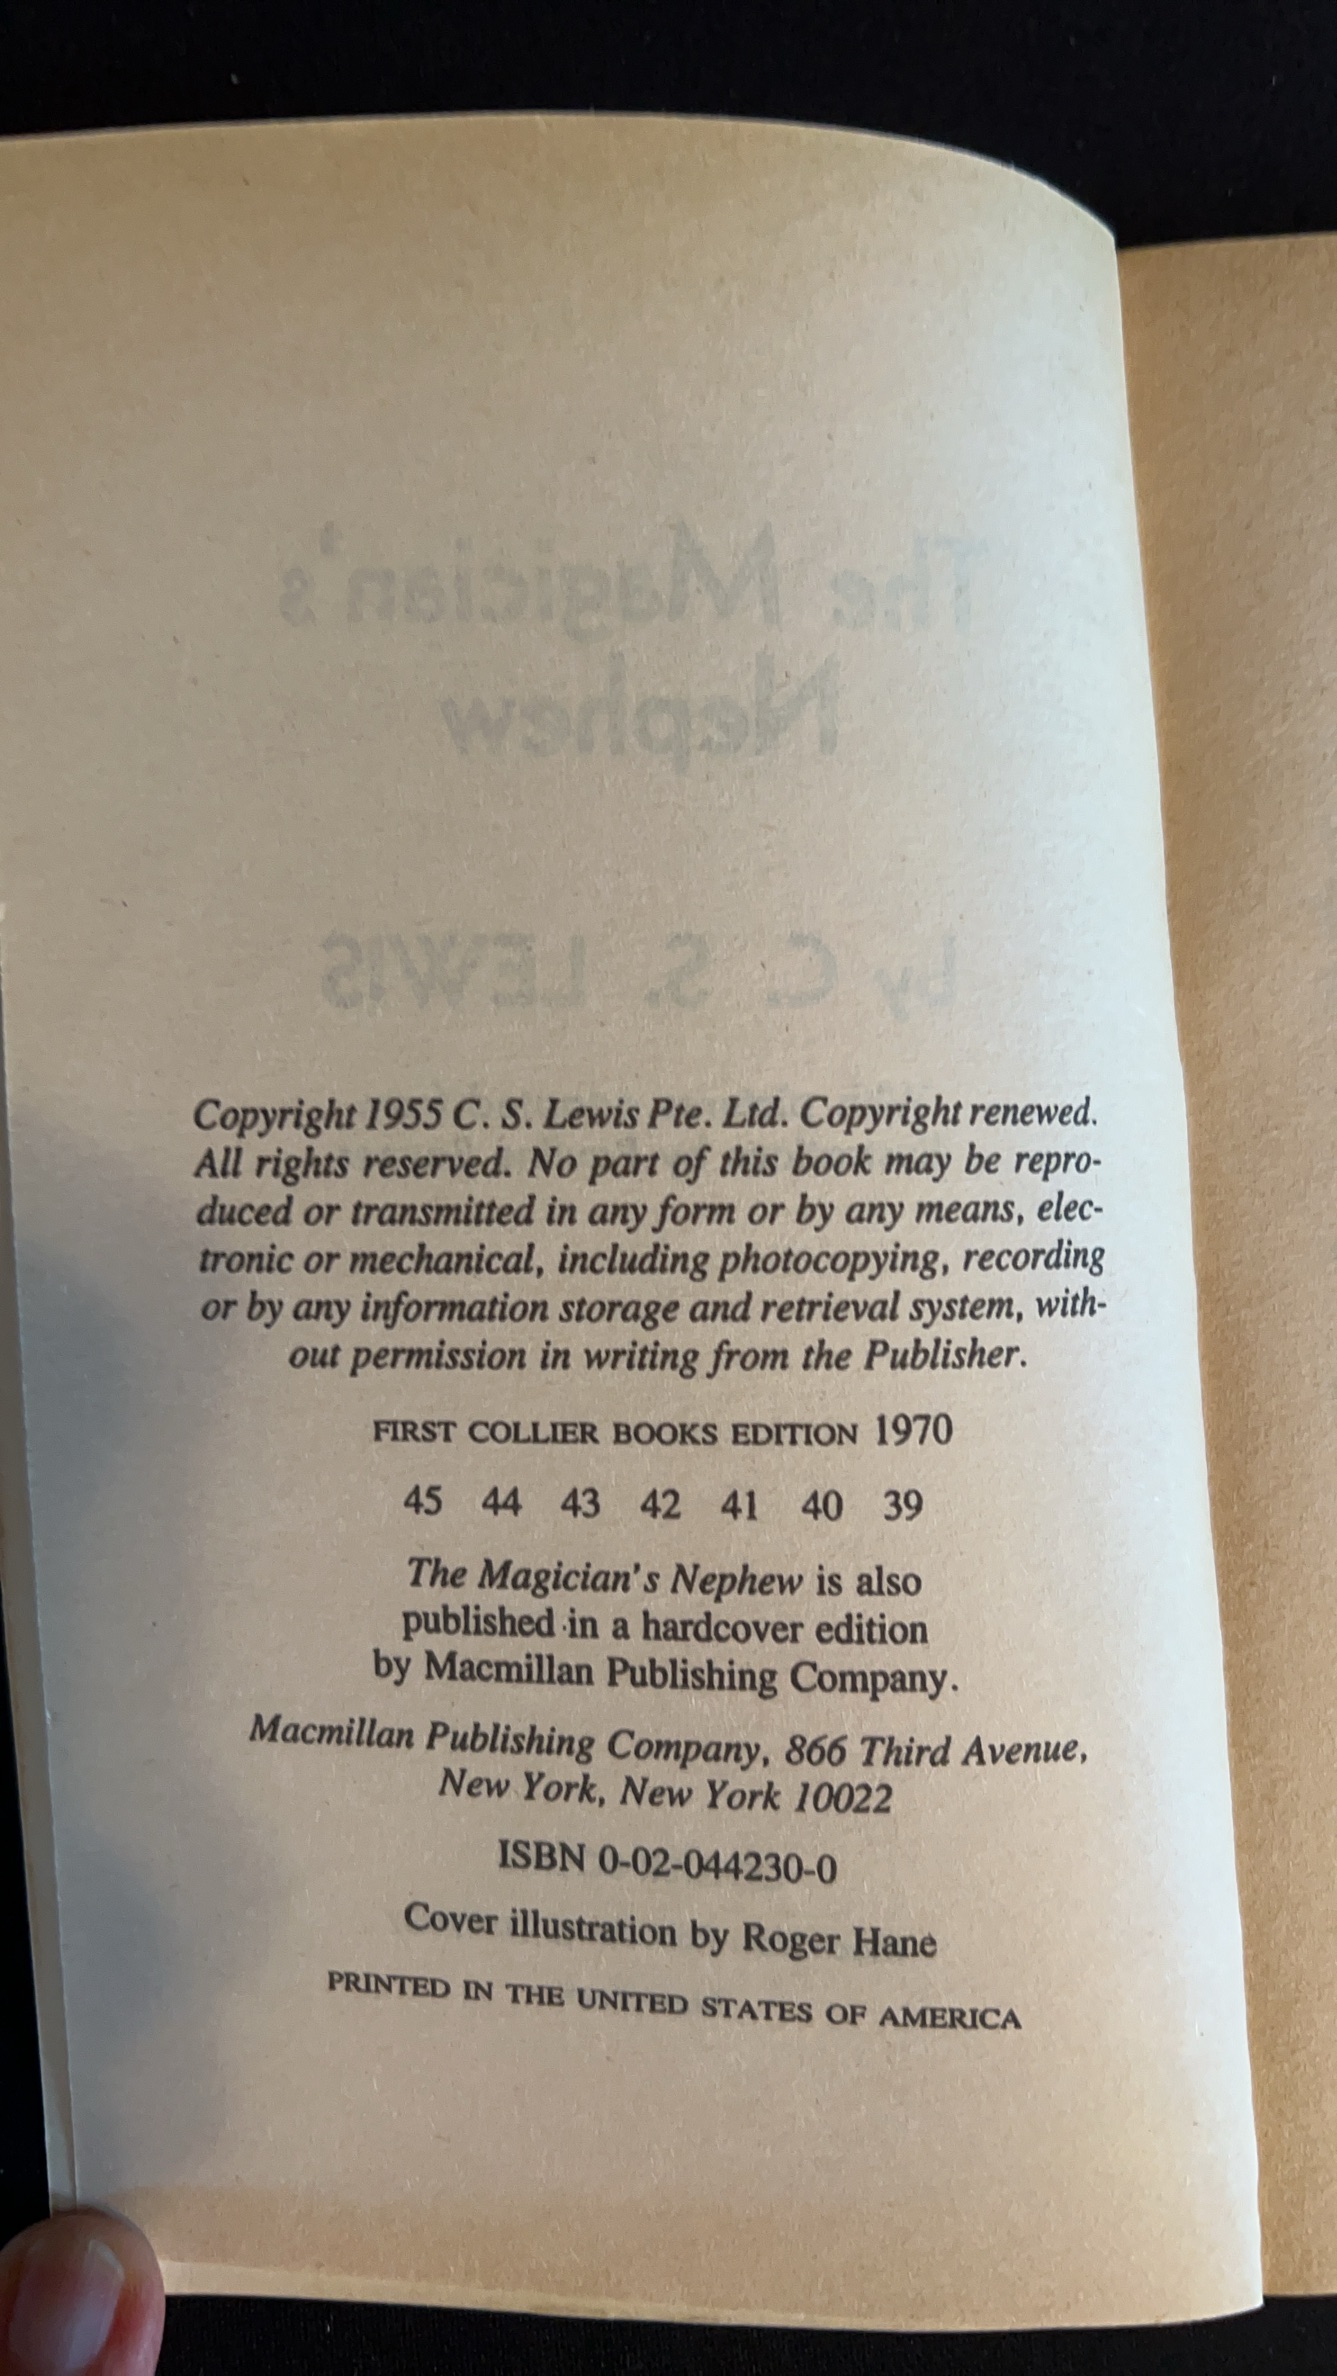 The Magician's
Nephew
by C. S. LEWIS
Copyright 1955 C. S. Lewis Pte. Ltd. Copyright renewed.
All rights reserved. No part of this book may be repro-
duced or transmitted in any form or by any means, elec-
tronic or mechanical, including photocopying, recording
or by any information storage and retrieval system, with-
out permission in writing from the Publisher.
FIRST COLLIER BOOKS EDITION 1970
45 44 43 42 41 40 39
The Magician's Nephew is also
published in a hardcover edition
by Macmillan Publishing Company.
Macmillan Publishing Company, 866 Third Avenue,
New York, New York 10022
ISBN 0-02-044230-0
Cover illustration by Roger Hane
PRINTED IN THE UNITED STATES OF AMERICA